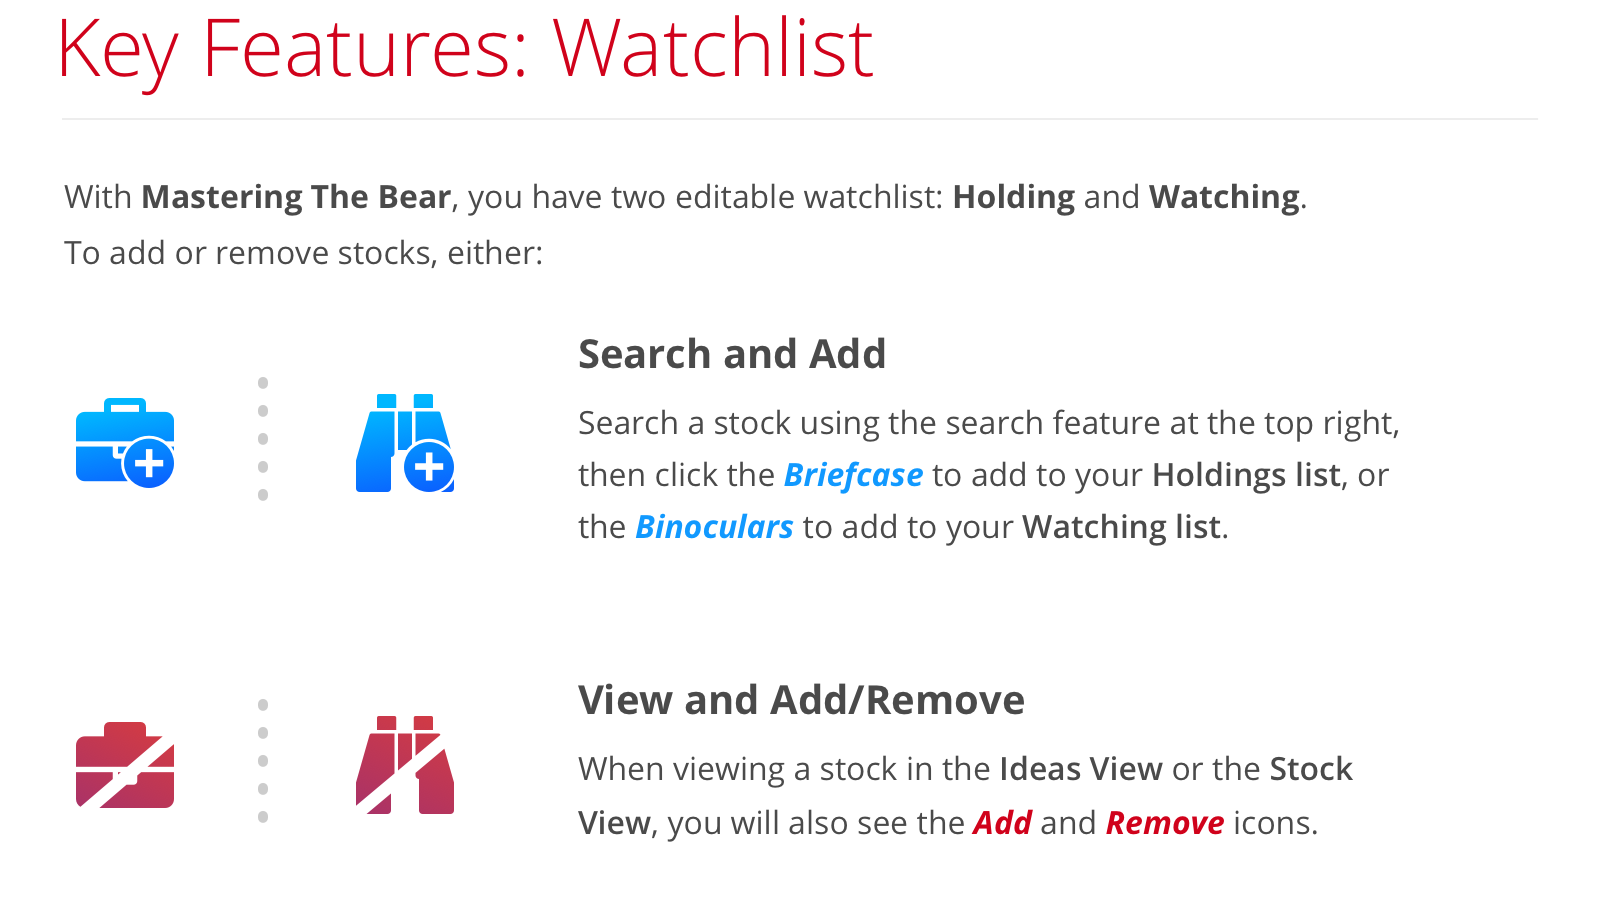 Key Features: Watchlist
With Mastering The Bear, you have two editable watchlist: Holding and Watching.
To add or remove stocks, either:
Search and Add
Search a stock using the search feature at the top right,
then click the Briefcase to add to your Holdings list, or
the Binoculars to add to your Watching list.
View and Add/Remove
When viewing a stock in the Ideas View or the Stock
View, you will also see the Add and Remove icons.